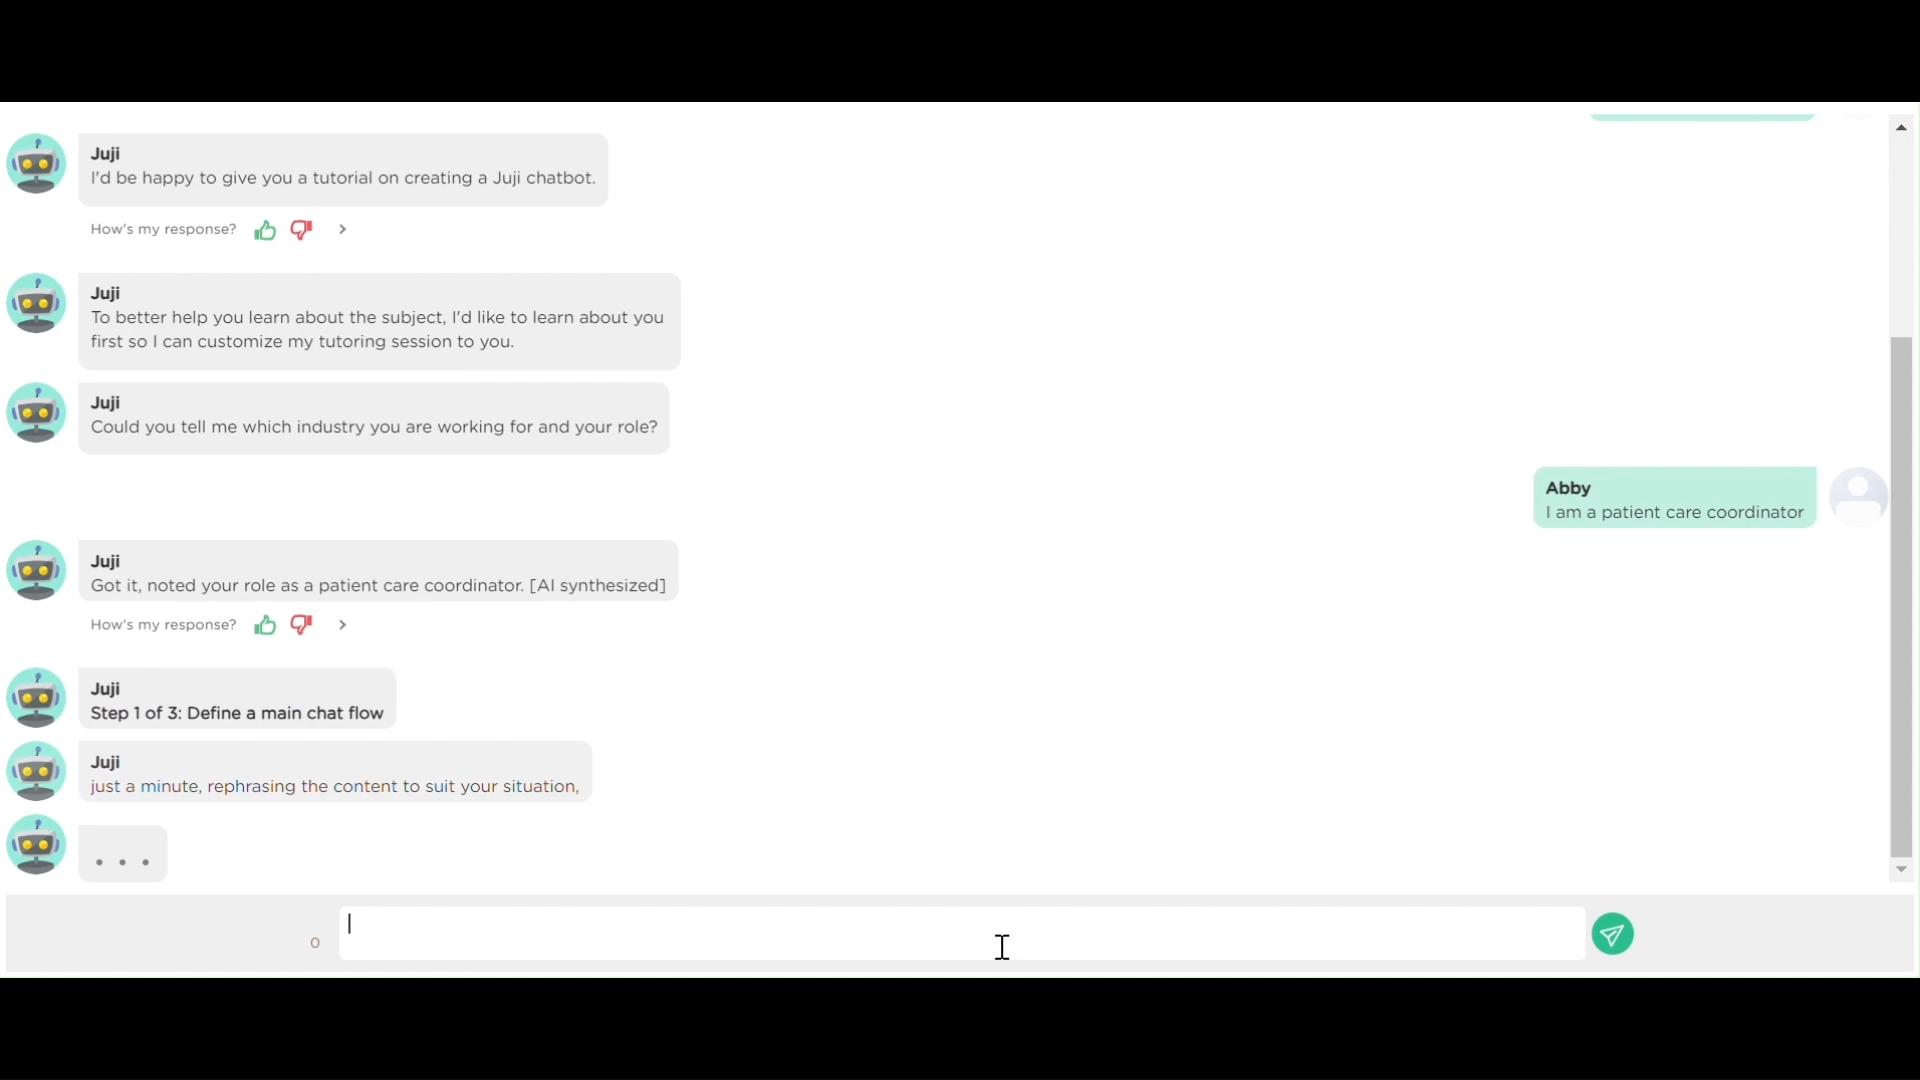 Juji
I'd be happy to give you a tutorial on creating a Juji chatbot.
How's my response?
Juji
To better help you learn about the subject, I'd like to learn about you
first so I can customize my tutoring session to you.
Juji
Could you tell me which industry you are working for and your role?
Abby
I am a patient care coordinator
Juji
Got it, noted your role as a patient care coordinator. [AI synthesized]
How's my response?
Juji
Step 1 of 3: Define a main chat flow
Juji
just a minute, rephrasing the content to suit your situation,
. . .
0